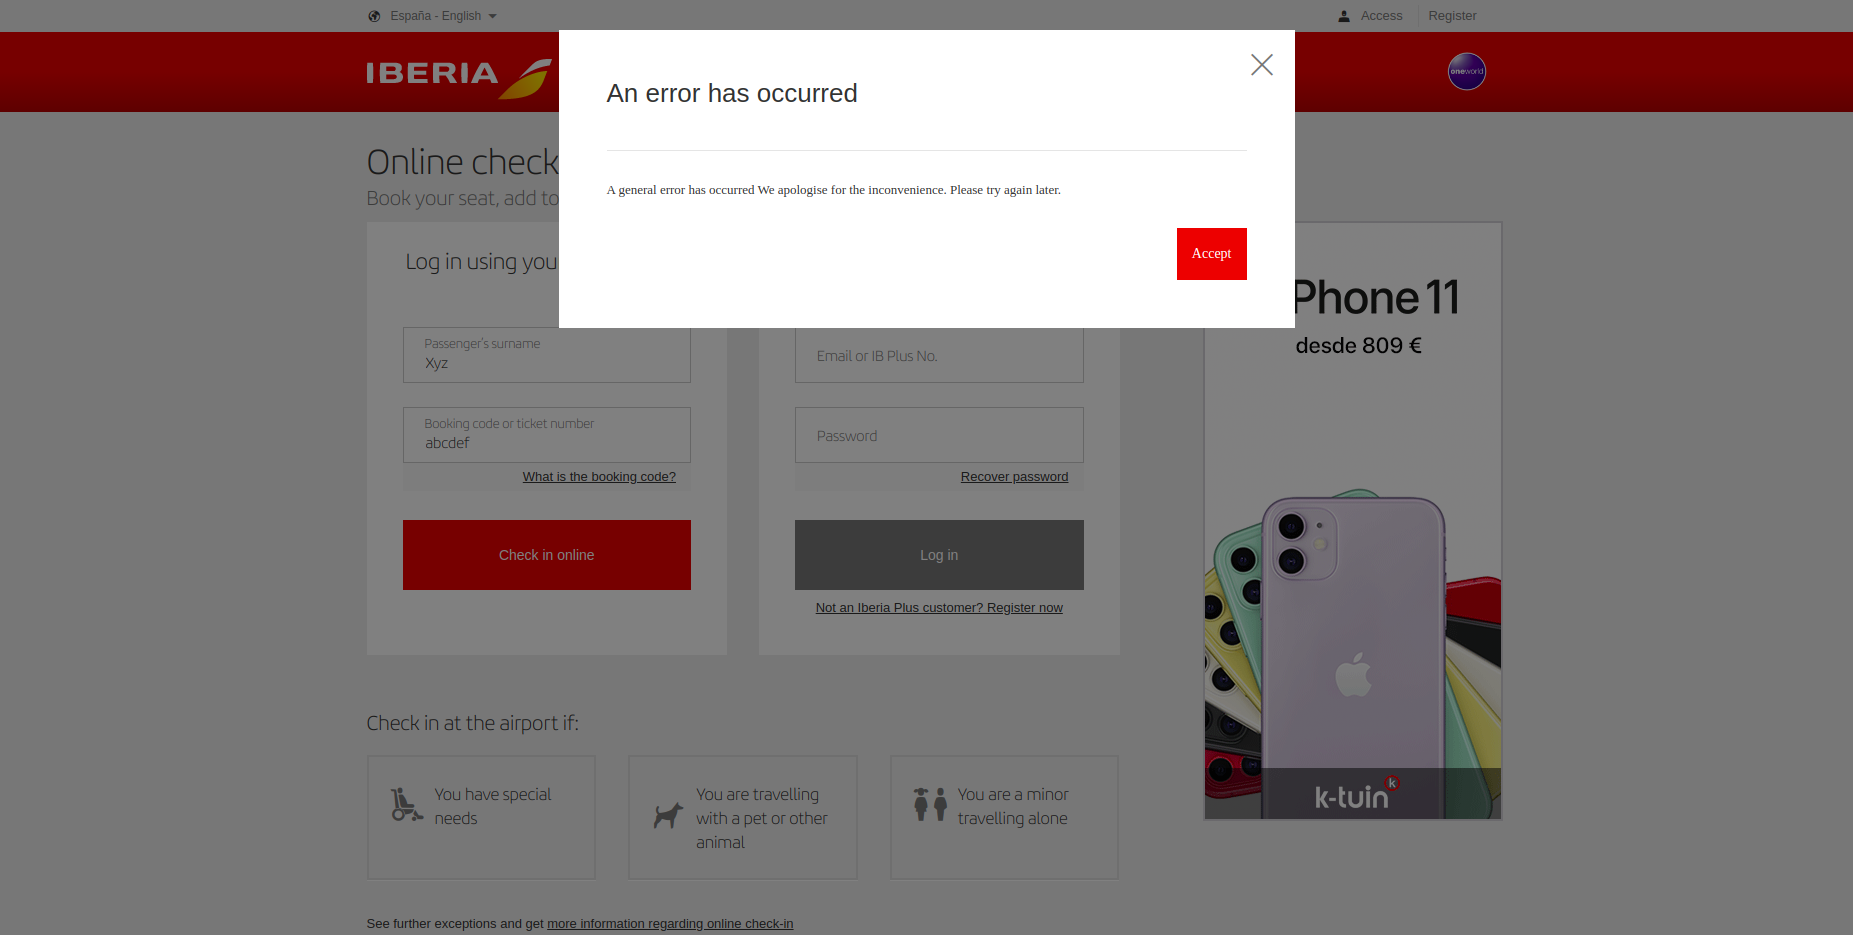 España - English
Access
Register
IBERIA
oneworld
An error has occurred
A general error has occurred We apologise for the inconvenience. Please try again later.
Accept
Online check
Book your seat, add to
Log in using you
Passenger's surname
Xyz
Booking code or ticket number
abcdef
What is the booking code?
Check in online
Email or IB Plus No.
Password
Recover password
Log in
Not an Iberia Plus customer? Register now
Phone 11
desde 809 €
k-tuin
k
Check in at the airport if:
You have special
needs
You are travelling
with a pet or other
animal
You are a minor
travelling alone
See further exceptions and get more information regarding online check-in